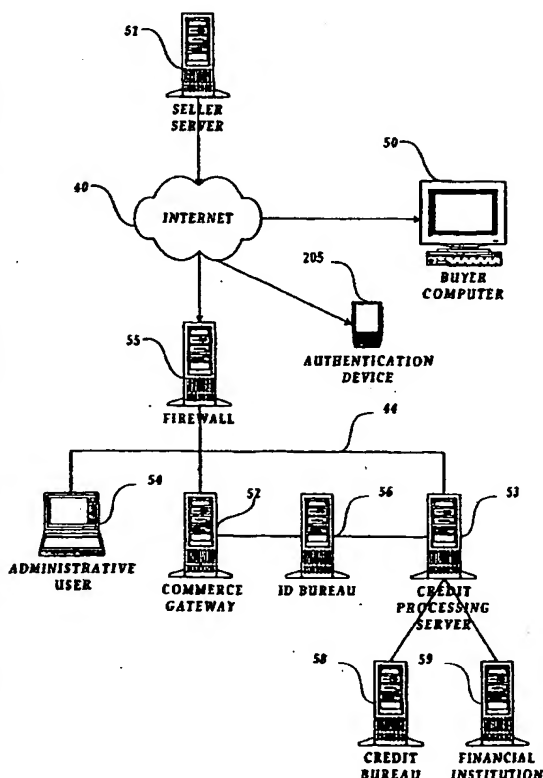 51
SELLER
SERVER
50
40
INTERNET
BUYER
COMPUTER
205
AUTHENTICATION
DEVICE
55
FIREWALL
44
54
52
56
53
ADMINISTRATIVE
USER
COMMERCE
GATEWAY
ID BUREAU
CREDIT
PROCESSING
SERVER
58
59
CREDIT
BUREAU
FINANCIAL
INSTITUTION